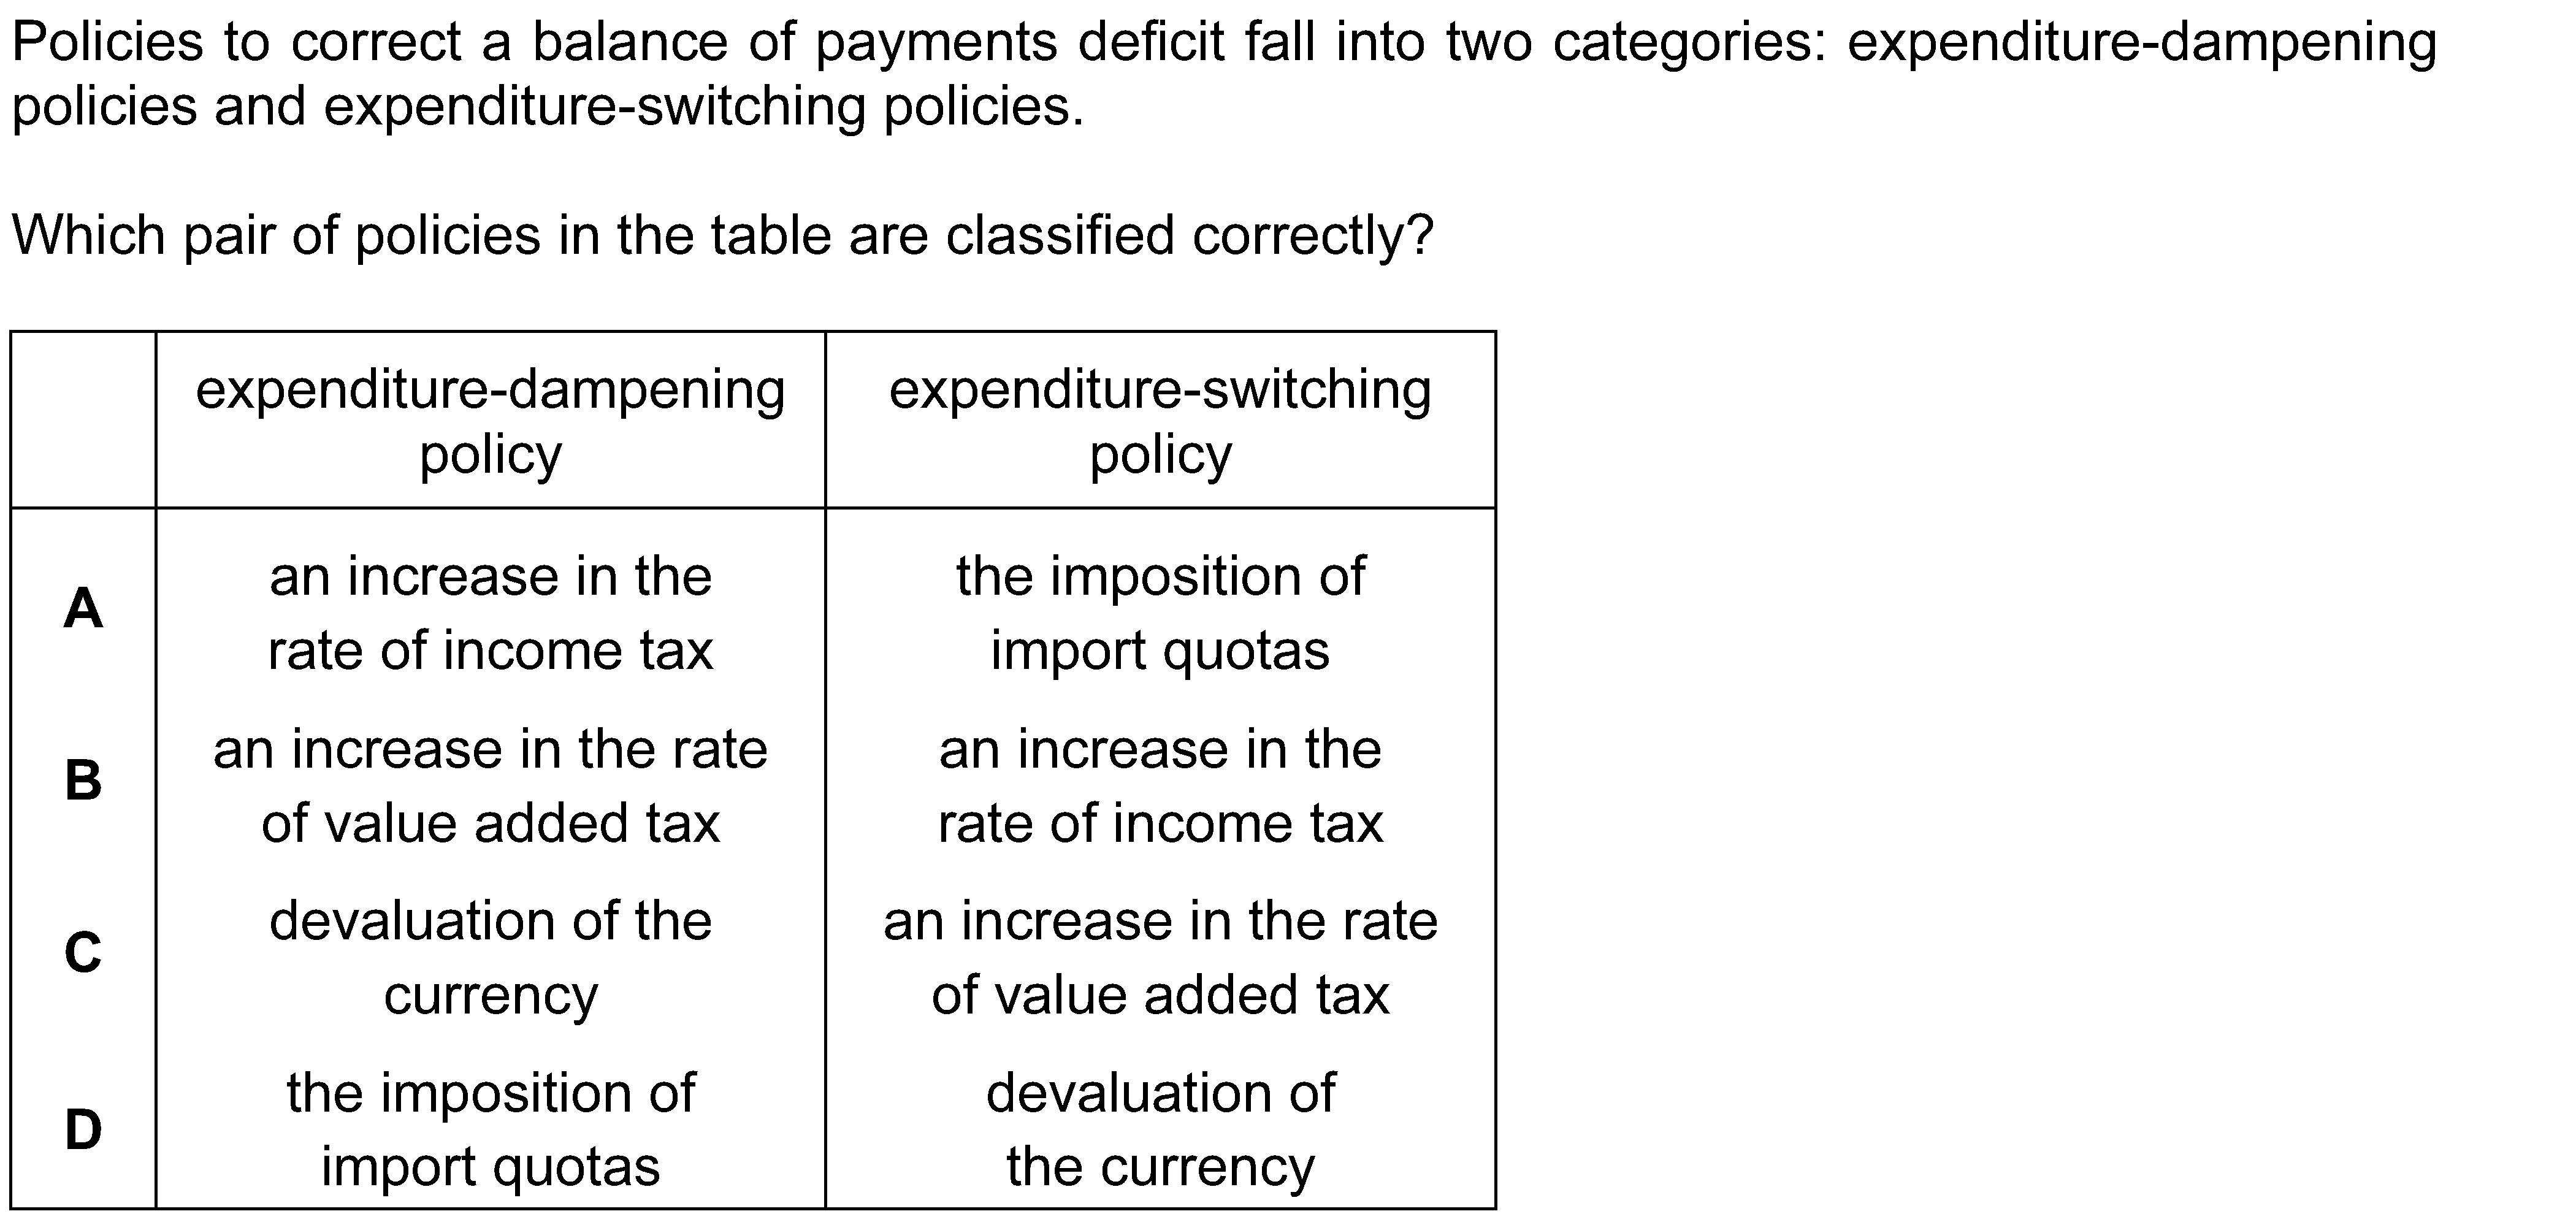 Policies to correct a balance of payments deficit fall into two categories: expenditure-dampening
policies and expenditure-switching policies.
Which pair of policies in the table are classified correctly?
expenditure-dampening
policy
expenditure-switching
policy
A
an increase in the
rate of income tax
the imposition of
import quotas
B
an increase in the rate
of value added tax
an increase in the
rate of income tax
C
devaluation of the
currency
an increase in the rate
of value added tax
D
the imposition of
import quotas
devaluation of
the currency